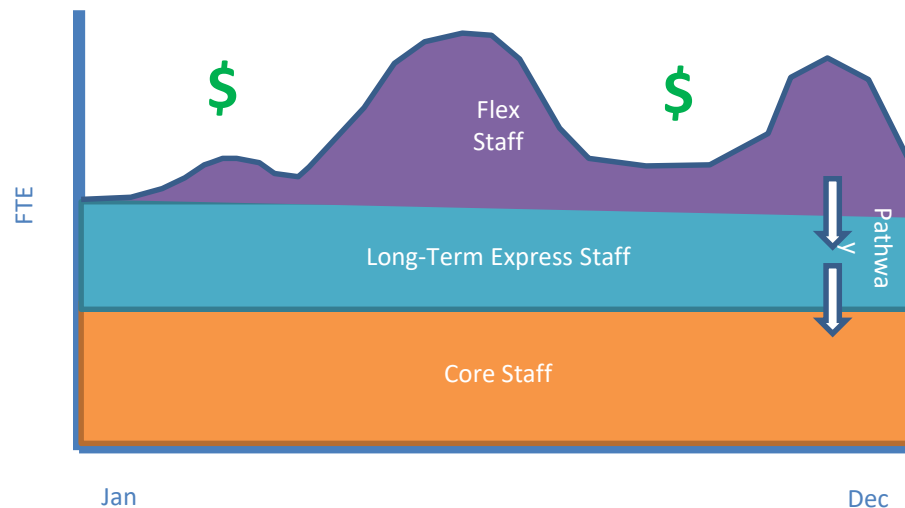 $
$
Flex
Staff
FTE
Pathwa
y
Long-Term Express Staff
Core Staff
Jan
Dec